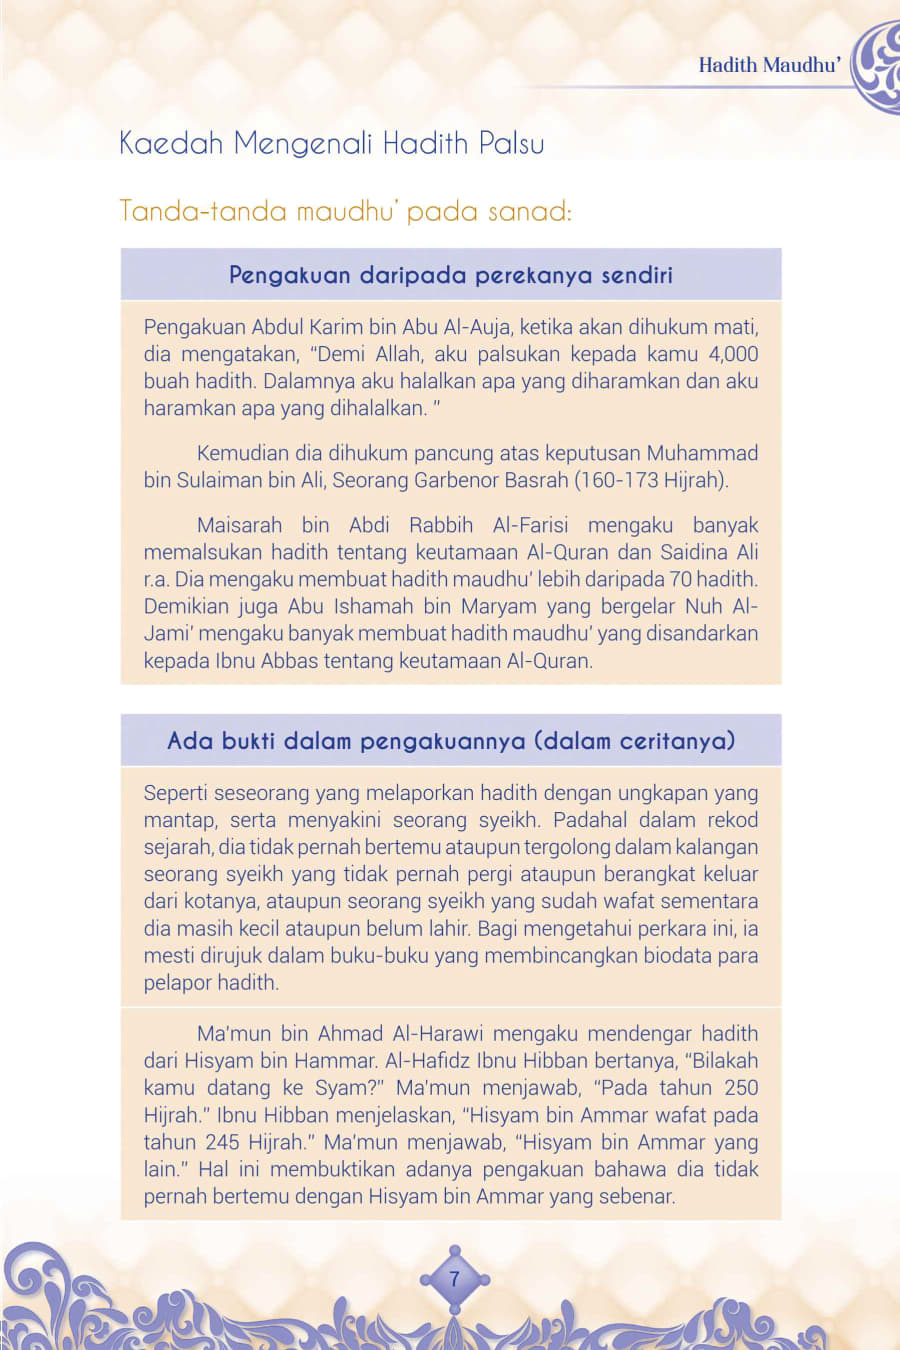 Hadith Maudhu’
Kaedah Mengenali Hadith Palsu
Tanda-tanda maudhu’ pada sanad:
Pengakuan daripada perekanya sendiri
Pengakuan Abdul Karim bin Abu Al-Auja, ketika akan dihukum mati,
dia mengatakan, “Demi Allah, aku palsukan kepada kamu 4,000
buah hadith. Dalamnya aku halalkan apa yang diharamkan dan aku
haramkan apa yang dihalalkan. ”
Kemudian dia dihukum pancung atas keputusan Muhammad
bin Sulaiman bin Ali, Seorang Garbenor Basrah (160-173 Hijrah).
Maisarah bin Abdi Rabbih Al-Farisi mengaku banyak
memalsukan hadith tentang keutamaan Al-Quran dan Saidina Ali
r.a. Dia mengaku membuat hadith maudhu’ lebih daripada 70 hadith.
Demikian juga Abu Ishamah bin Maryam yang bergelar Nuh Al-
Jami’ mengaku banyak membuat hadith maudhu’ yang disandarkan
kepada Ibnu Abbas tentang keutamaan Al-Quran.
Ada bukti dalam pengakuannya (dalam ceritanya)
Seperti seseorang yang melaporkan hadith dengan ungkapan yang
mantap, serta menyakini seorang syeikh. Padahal dalam rekod
sejarah, dia tidak pernah bertemu ataupun tergolong dalam kalangan
seorang syeikh yang tidak pernah pergi ataupun berangkat keluar
dari kotanya, ataupun seorang syeikh yang sudah wafat sementara
dia masih kecil ataupun belum lahir. Bagi mengetahui perkara ini, ia
mesti dirujuk dalam buku-buku yang membincangkan biodata para
pelapor hadith.
Ma’mun bin Ahmad Al-Harawi mengaku mendengar hadith
dari Hisyam bin Hammar. Al-Hafidz Ibnu Hibban bertanya, “Bilakah
kamu datang ke Syam?” Ma’mun menjawab, “Pada tahun 250
Hijrah.” Ibnu Hibban menjelaskan, “Hisyam bin Ammar wafat pada
tahun 245 Hijrah.” Ma’mun menjawab, “Hisyam bin Ammar yang
lain.” Hal ini membuktikan adanya pengakuan bahawa dia tidak
pernah bertemu dengan Hisyam bin Ammar yang sebenar.
7